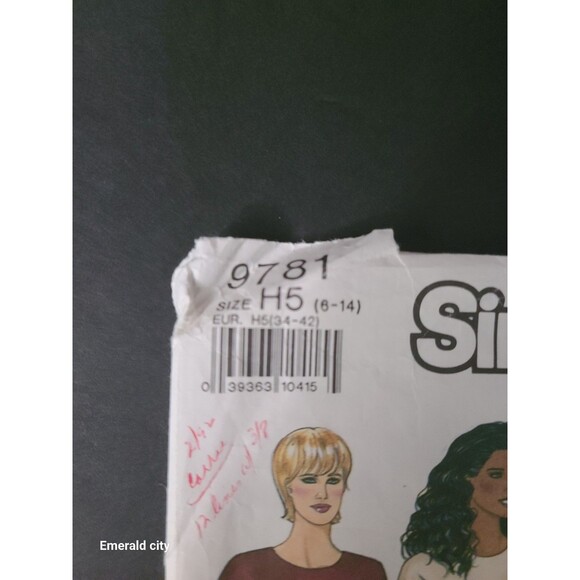 9781
SIZE H5 (6-14)
EUR. H5(34-42)
Si
0 39363 10415
Emerald city